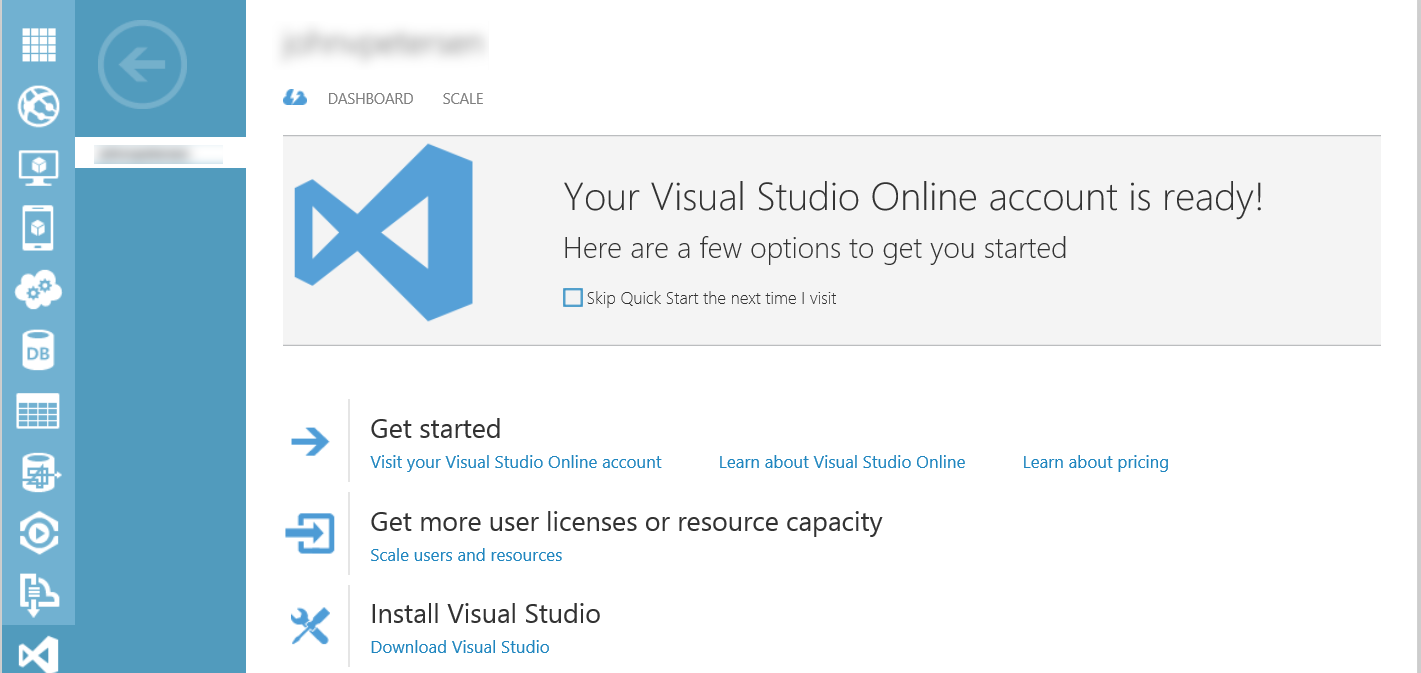 DASHBOARD SCALE
Your Visual Studio Online account is ready!
Here are a few options to get you started
Skip Quick Start the next time I visit
DB
Get started
Visit your Visual Studio Online account Learn about Visual Studio Online Learn about pricing
Get more user licenses or resource capacity
Scale users and resources
Install Visual Studio
Download Visual Studio